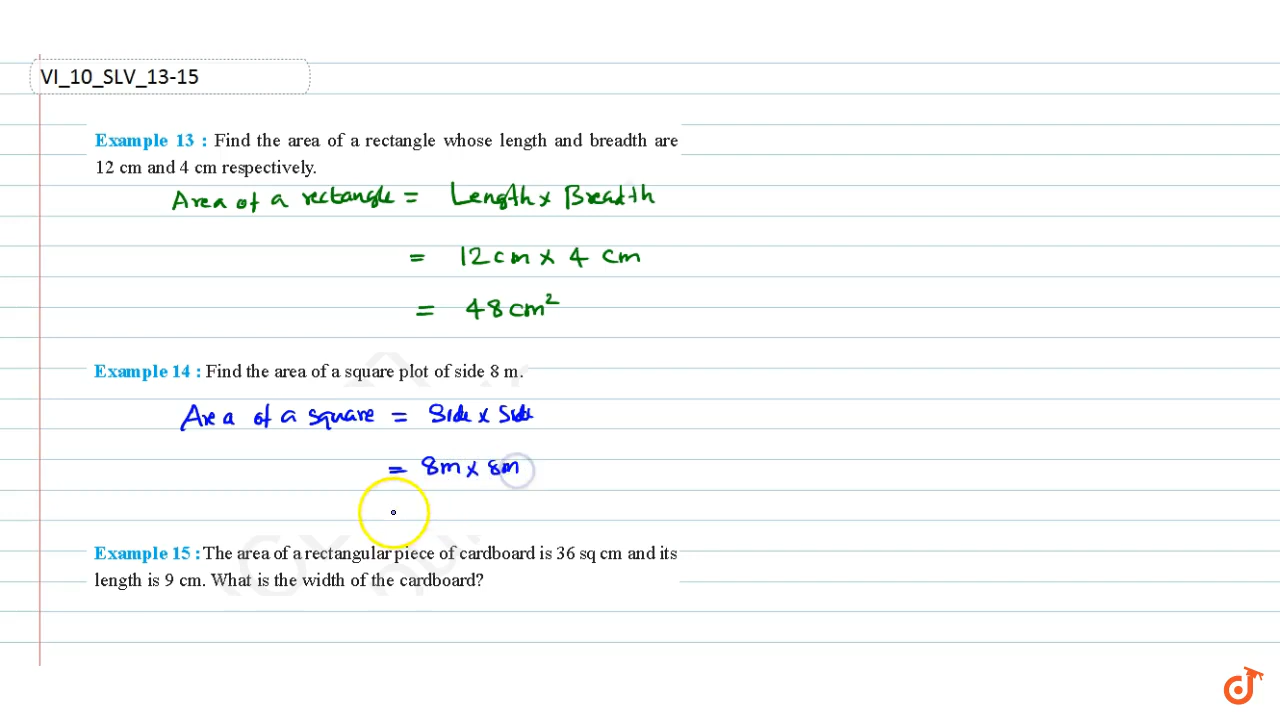 VI_10_SLV_13-15
Example 13 : Find the area of a rectangle whose length and breadth are
12 cm and 4 cm respectively.
Area of a rectangle = Length × Breadth
= 12 cm × 4 cm
= 48 cm²
Example 14 : Find the area of a square plot of side 8 m.
Area of a square = Side × Side
= 8m × 8m
Example 15 : The area of a rectangular piece of cardboard is 36 sq cm and its
length is 9 cm. What is the width of the cardboard?